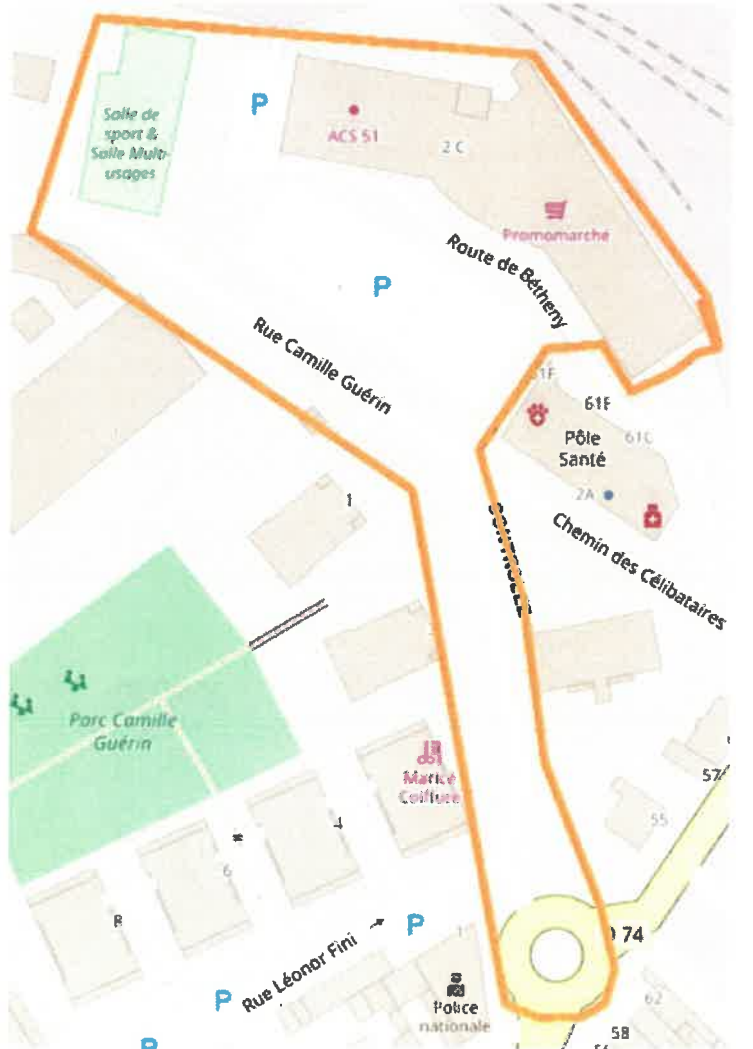 Salle de
sport &
Salle Multi-
usages
P
ACS 51
2 C
Promomarché
Route de Bétheny
P
Rue Camille Guérin
61F
61F
Pôle
Santé
61C
2A
Chemin des Célibataires
1
Parc Camille
Guérin
Marice
Coiffure
57
55
4
6
8
P
Rue Léonor Fini
D 74
Police
nationale
P
62
58
P